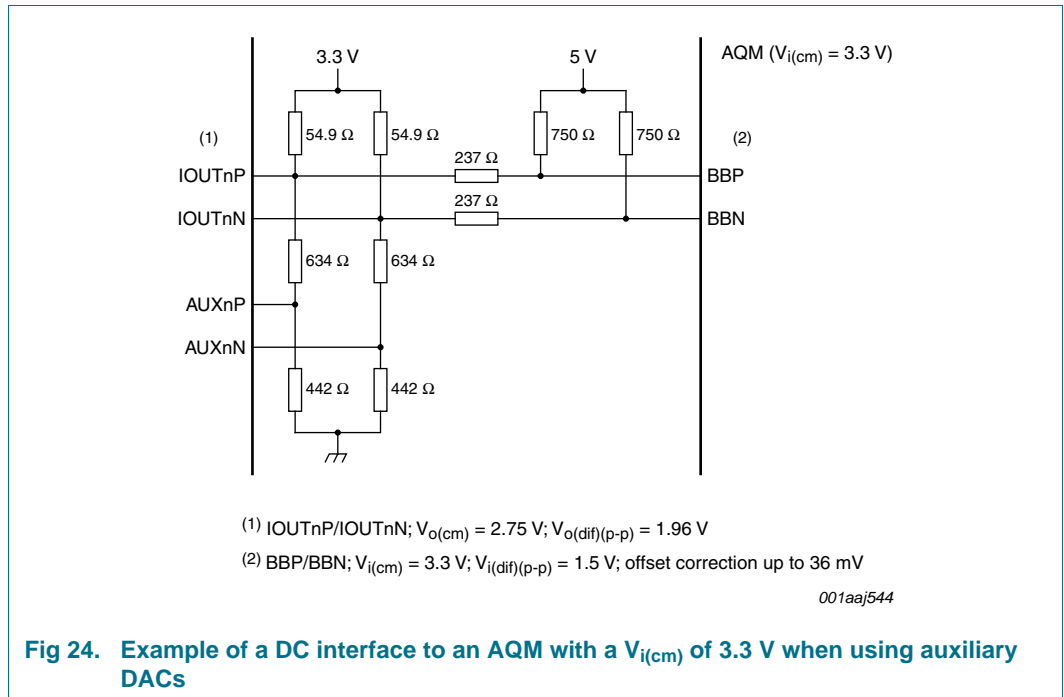 3.3 V
5 V
AQM (Vi(cm) = 3.3 V)
(1)
54.9 Ω
54.9 Ω
750 Ω
750 Ω
(2)
237 Ω
IOUTnP
BBP
237 Ω
IOUTnN
BBN
634 Ω
634 Ω
AUXnP
AUXnN
442 Ω
442 Ω
(1) IOUTnP/IOUTnN; Vo(cm) = 2.75 V; Vo(dif)(p-p) = 1.96 V
(2) BBP/BBN; Vi(cm) = 3.3 V; Vi(dif)(p-p) = 1.5 V; offset correction up to 36 mV
001aaj544
Fig 24. Example of a DC interface to an AQM with a Vi(cm) of 3.3 V when using auxiliary
DACs